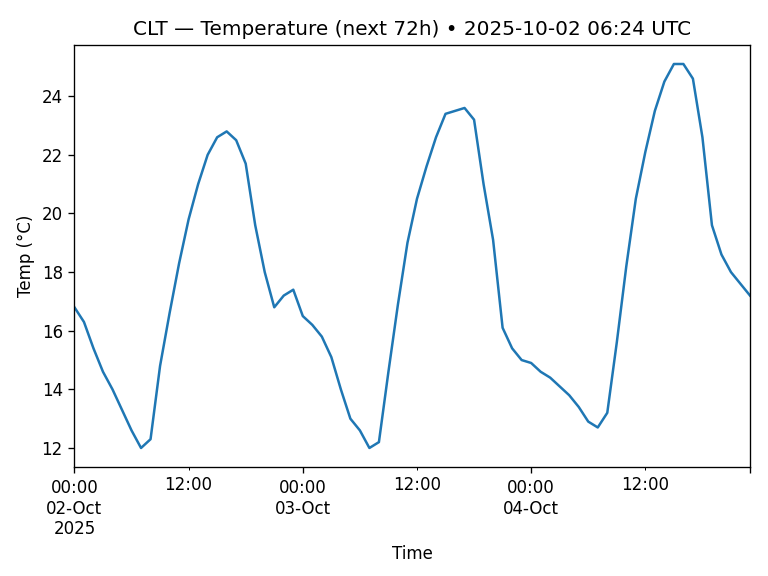 CLT — Temperature (next 72h) • 2025-10-02 06:24 UTC
24
22
20
18
16
14
12
Temp (°C)
00:00 12:00 00:00 12:00 00:00 12:00
02-Oct 03-Oct 04-Oct
2025
Time